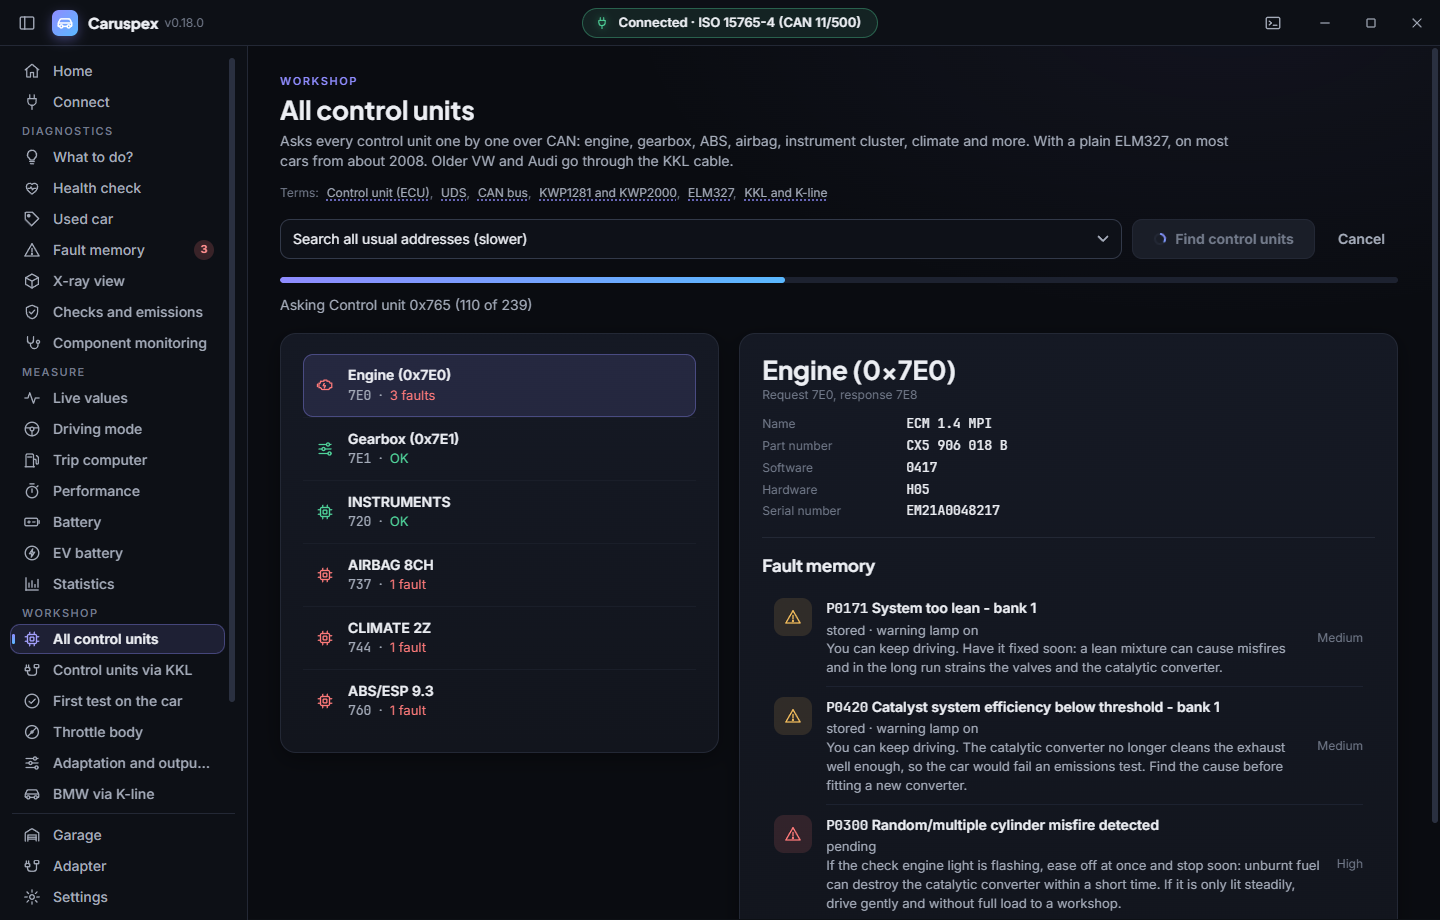 Caruspex v0.18.0
Connected · ISO 15765-4 (CAN 11/500)
Home
Connect
DIAGNOSTICS
What to do?
Health check
Used car
Fault memory 3
X-ray view
Checks and emissions
Component monitoring
MEASURE
Live values
Driving mode
Trip computer
Performance
Battery
EV battery
Statistics
WORKSHOP
All control units
Control units via KKL
First test on the car
Throttle body
Adaptation and outpu...
BMW via K-line
Garage
Adapter
Settings
WORKSHOP
All control units
Asks every control unit one by one over CAN: engine, gearbox, ABS, airbag, instrument cluster, climate and more. With a plain ELM327, on most
cars from about 2008. Older VW and Audi go through the KKL cable.
Terms: Control unit (ECU), UDS, CAN bus, KWP1281 and KWP2000, ELM327, KKL and K-line
Search all usual addresses (slower)
Find control units
Cancel
Asking Control unit 0x765 (110 of 239)
Engine (0x7E0)
7E0 · 3 faults
Gearbox (0x7E1)
7E1 · OK
INSTRUMENTS
720 · OK
AIRBAG 8CH
737 · 1 fault
CLIMATE 2Z
744 · 1 fault
ABS/ESP 9.3
760 · 1 fault
Engine (0×7E0)
Request 7E0, response 7E8
Name ECM 1.4 MPI
Part number CX5 906 018 B
Software 0417
Hardware H05
Serial number EM21A0048217
Fault memory
P0171 System too lean - bank 1
stored · warning lamp on
You can keep driving. Have it fixed soon: a lean mixture can cause misfires
and in the long run strains the valves and the catalytic converter.
Medium
P0420 Catalyst system efficiency below threshold - bank 1
stored · warning lamp on
You can keep driving. The catalytic converter no longer cleans the exhaust
well enough, so the car would fail an emissions test. Find the cause before
fitting a new converter.
Medium
P0300 Random/multiple cylinder misfire detected
pending
If the check engine light is flashing, ease off at once and stop soon: unburnt fuel
can destroy the catalytic converter within a short time. If it is only lit steadily,
drive gently and without full load to a workshop.
High